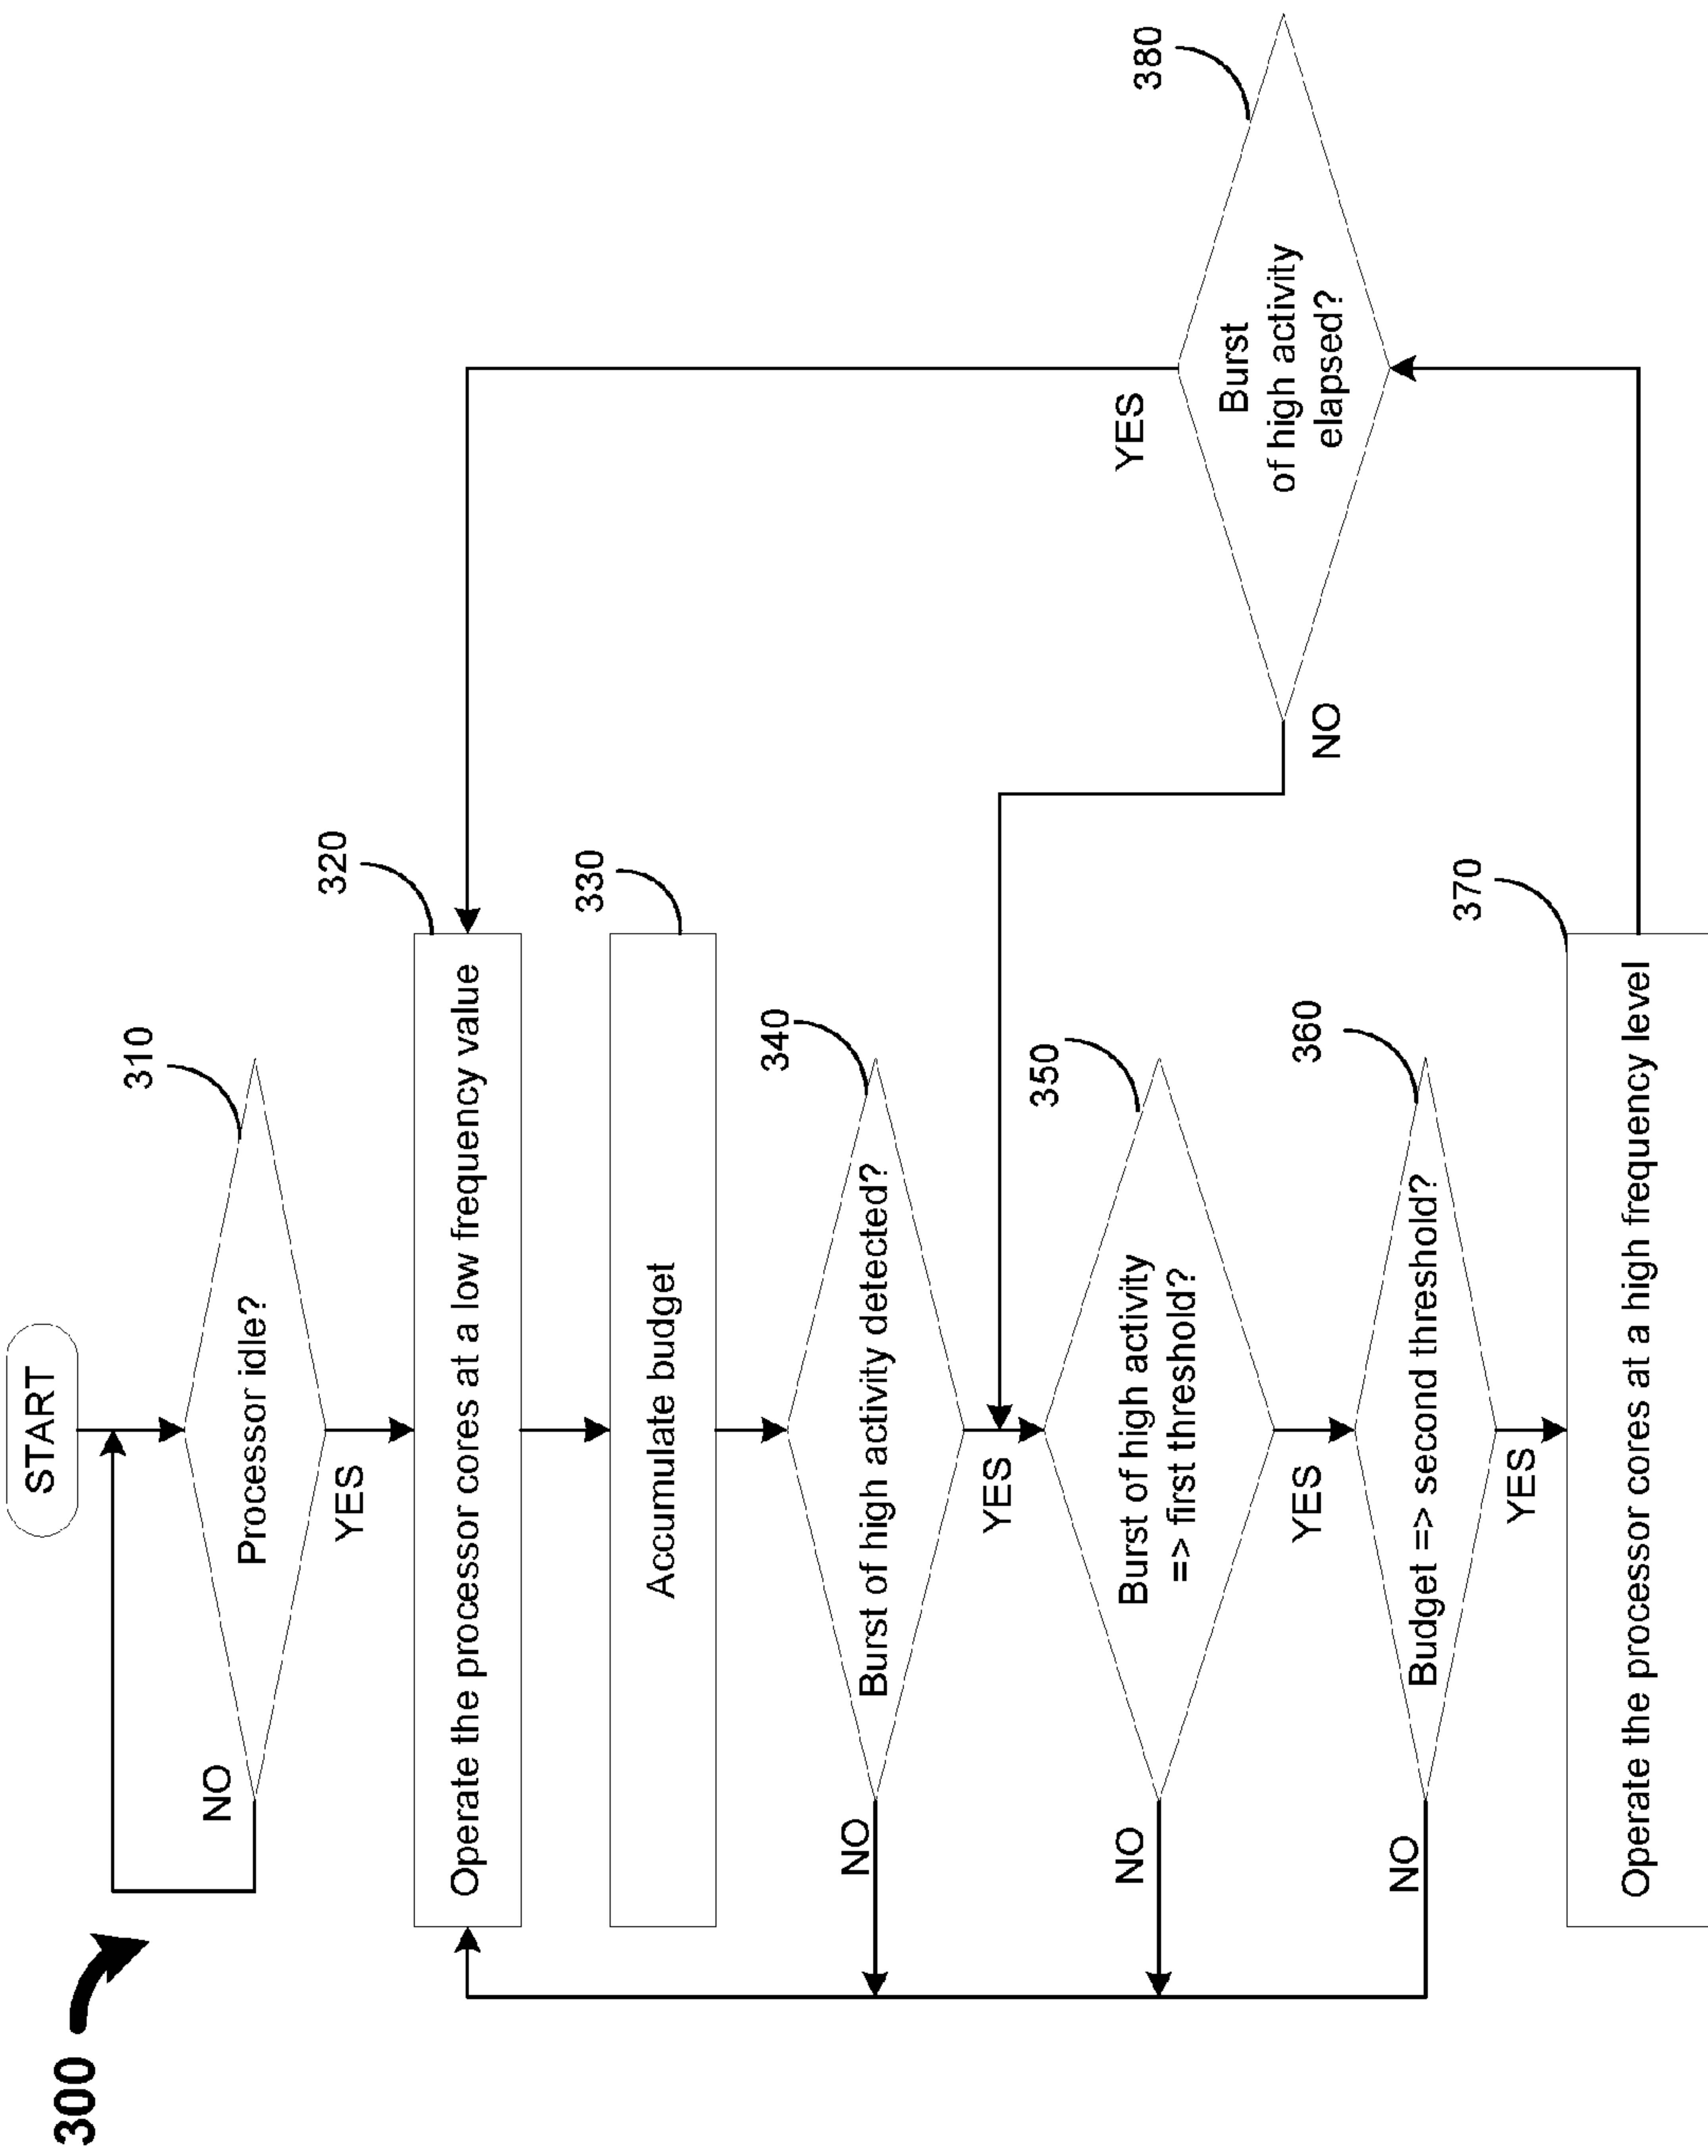 300
START
310
Processor idle?
NO
YES
320
Operate the processor cores at a low frequency value
330
Accumulate budget
340
Burst of high activity detected?
NO
YES
350
Burst of high activity
=> first threshold?
NO
YES
360
Budget => second threshold?
NO
YES
370
Operate the processor cores at a high frequency level
380
Burst
of high activity
elapsed?
YES
NO